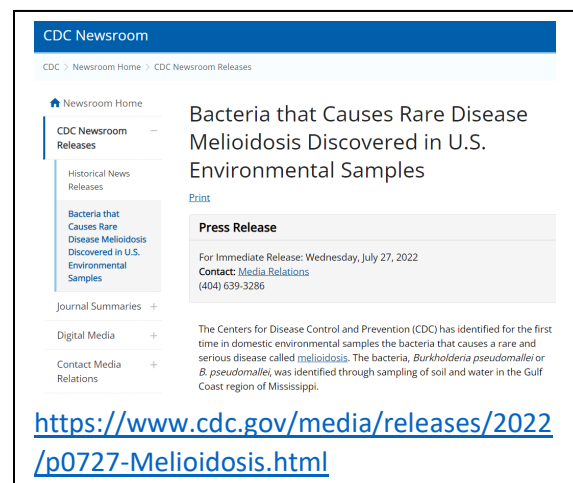 CDC Newsroom
CDC > Newsroom Home > CDC Newsroom Releases
Newsroom Home
CDC Newsroom
Releases
Historical News
Releases
Bacteria that
Causes Rare
Disease Melioidosis
Discovered in U.S.
Environmental
Samples
Journal Summaries
Digital Media
Contact Media
Relations
Bacteria that Causes Rare Disease
Melioidosis Discovered in U.S.
Environmental Samples
Print
Press Release
For Immediate Release: Wednesday, July 27, 2022
Contact: Media Relations
(404) 639-3286
The Centers for Disease Control and Prevention (CDC) has identified for the first
time in domestic environmental samples the bacteria that causes a rare and
serious disease called melioidosis. The bacteria, Burkholderia pseudomallei or
B. pseudomallei, was identified through sampling of soil and water in the Gulf
Coast region of Mississippi.
https://www.cdc.gov/media/releases/2022
/p0727-Melioidosis.html